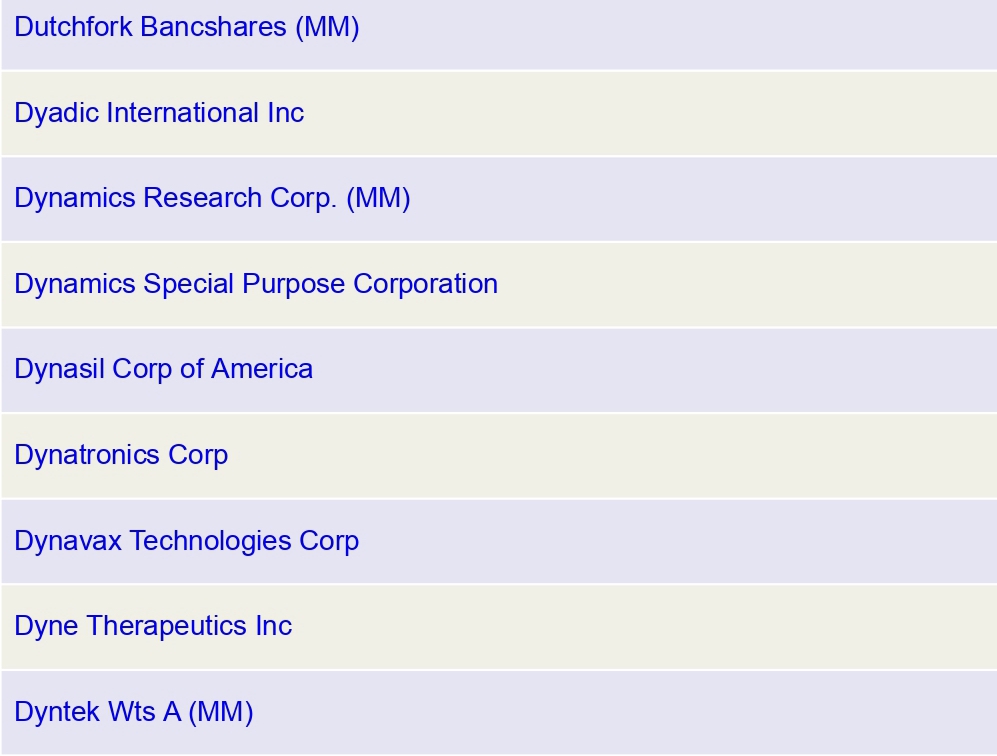 Dutchfork Bancshares (MM)
Dyadic International Inc
Dynamics Research Corp. (MM)
Dynamics Special Purpose Corporation
Dynasil Corp of America
Dynatronics Corp
Dynavax Technologies Corp
Dyne Therapeutics Inc
Dyntek Wts A (MM)